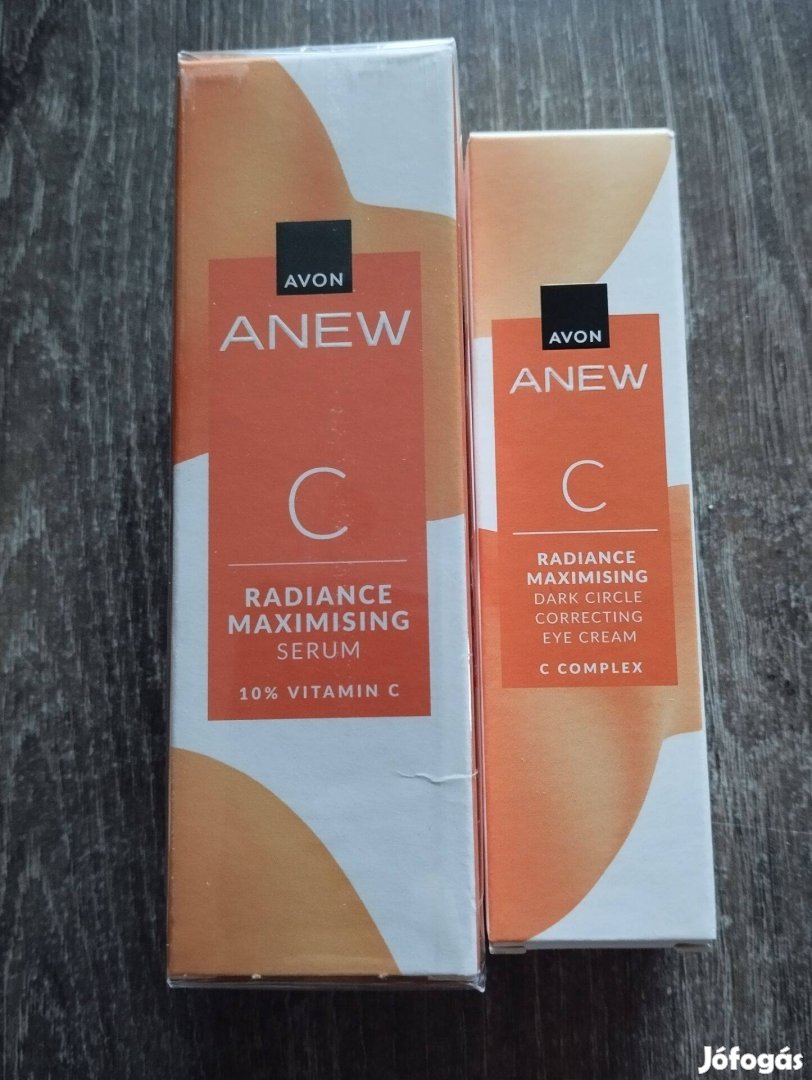 AVON
ANEW
C
RADIANCE
MAXIMISING
SERUM
10% VITAMIN C
AVON
ANEW
C
RADIANCE
MAXIMISING
DARK CIRCLE
CORRECTING
EYE CREAM
C COMPLEX
Jófogás